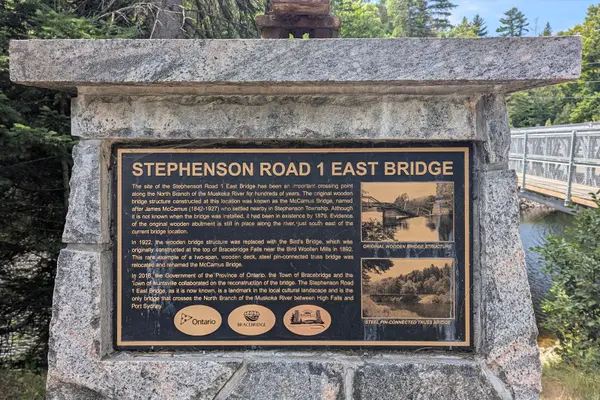 STEPHENSON ROAD 1 EAST BRIDGE
The site of the Stephenson Road 1 East Bridge has been an important crossing point
along the North Branch of the Muskoka River for hundreds of years. The original wooden
bridge structure constructed at this location was known as the McCamus Bridge, named
after James McCamus (1842-1927) who settled nearby in Stephenson Township. Although
it is not known when the bridge was installed, it had been in existence by 1879. Evidence
of the original wooden abutment is still in place along the river, just south east of the
current bridge location.
In 1922, the wooden bridge structure was replaced with the Bird's Bridge, which was
originally constructed at the top of Bracebridge Falls near the Bird Woollen Mills in 1892.
This rare example of a two-span, wooden deck, steel pin-connected truss bridge was
relocated and renamed the McCamus Bridge.
In 2016, the Government of the Province of Ontario, the Town of Bracebridge and the
Town of Huntsville collaborated on the reconstruction of the bridge. The Stephenson Road
1 East Bridge, as it is now known, is a landmark in the local cultural landscape and is the
only bridge that crosses the North Branch of the Muskoka River between High Falls and
Port Sydney.
ORIGINAL WOODEN BRIDGE STRUCTURE
STEEL PIN-CONNECTED TRUSS BRIDGE
Ontario
BRACEBRIDGE